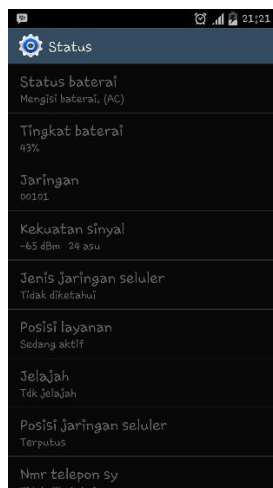 21:21
Status
Status baterai
Mengisi baterai. (AC)
Tingkat baterai
43%
Jaringan
00101
Kekuatan sinyal
-65 dBm 24 asu
Jenis jaringan seluler
Tidak diketahui
Posisi layanan
Sedang aktif
Jelajah
Tdk jelajah
Posisi jaringan seluler
Terputus
Nmr telepon sy